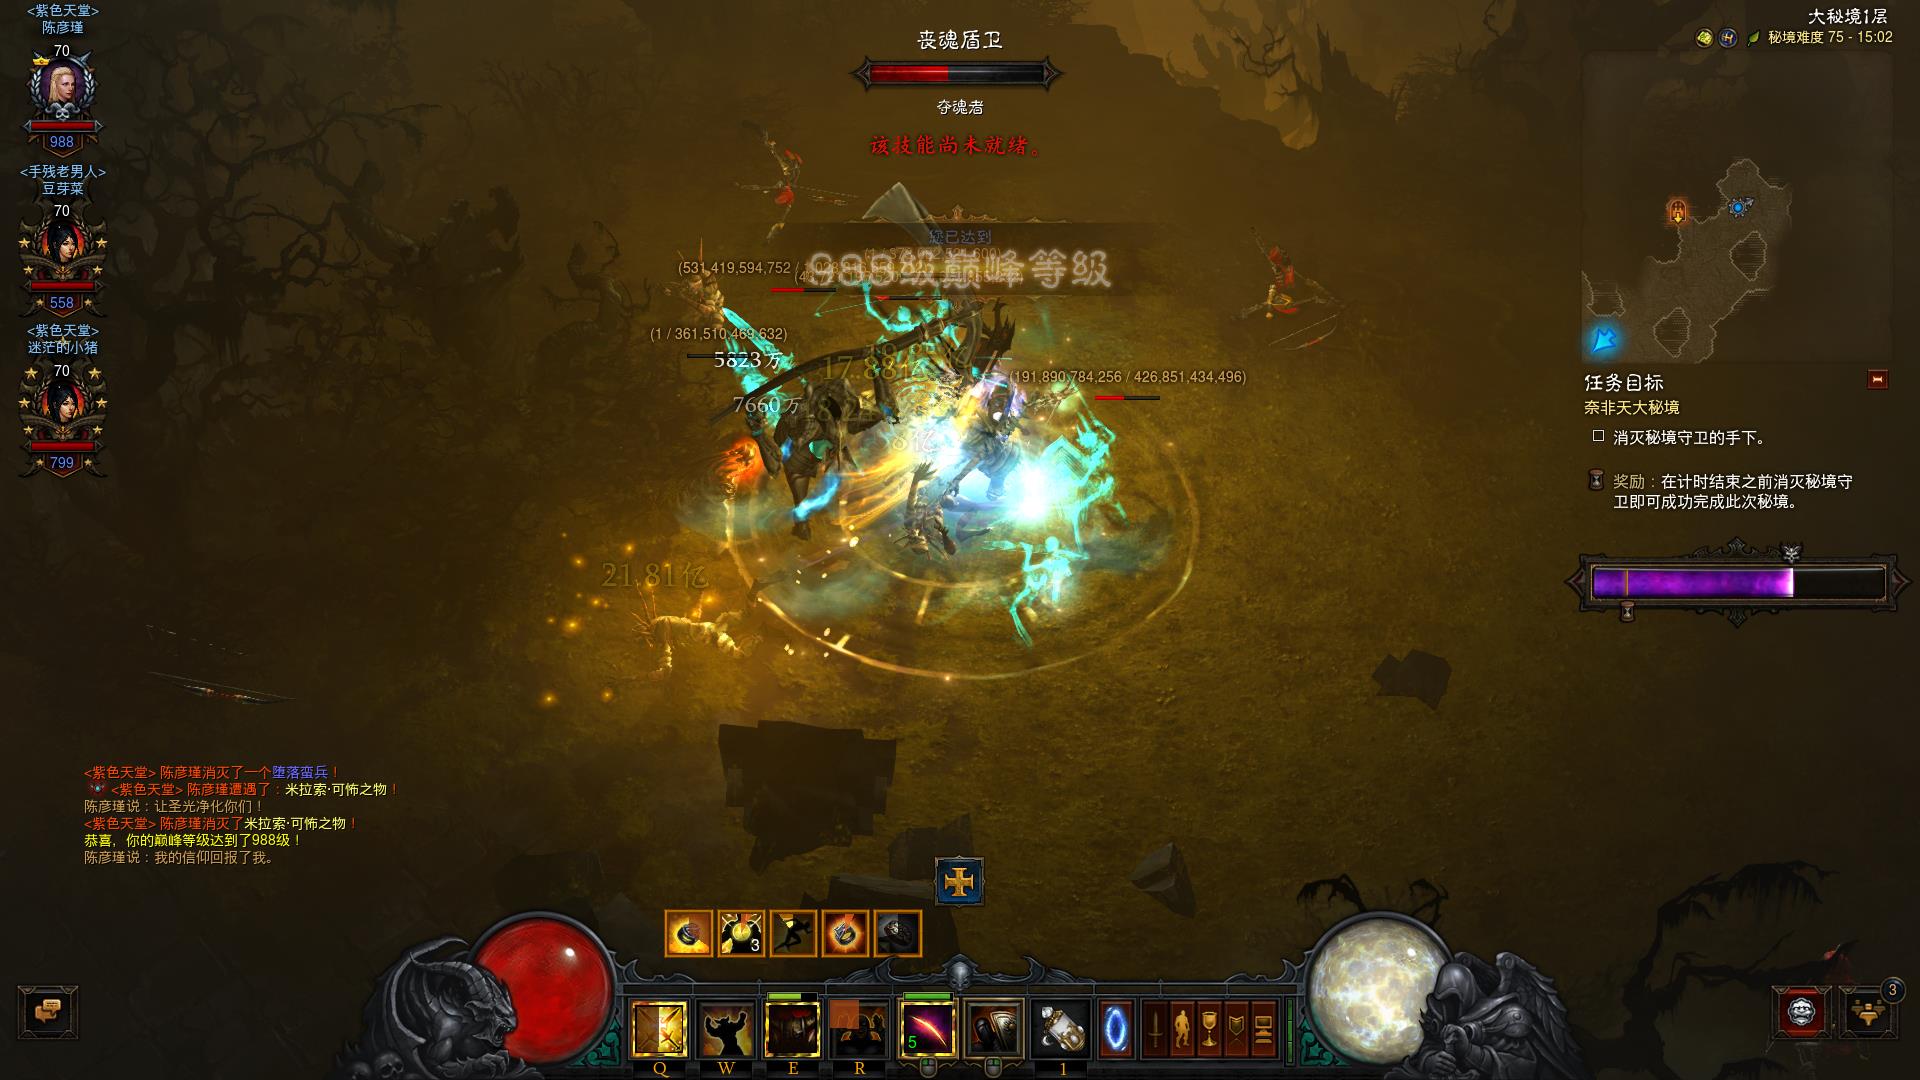 <紫色天堂>
陈彦瑾
70
988
<手残老男人>
豆芽菜
70
558
<紫色天堂>
迷茫的小猪
70
799
丧魂盾卫
夺魂者
该技能尚未就绪。
您已达到
988级巅峰等级
(531,419,594,752 /
(1 / 361,510,469,632)
5823万
17.88亿
7660万
(191,890,784,256 / 426,851,434,496)
8亿
21.81亿
大秘境1层
秘境难度 75 - 15:02
任务目标
奈非天大秘境
消灭秘境守卫的手下。
奖励：在计时结束之前消灭秘境守
卫即可成功完成此次秘境。
<紫色天堂> 陈彦瑾消灭了一个堕落蛮兵！
<紫色天堂> 陈彦瑾遭遇了：米拉索·可怖之物！
陈彦瑾说：让圣光净化你们！
<紫色天堂> 陈彦瑾消灭了米拉索·可怖之物！
恭喜，你的巅峰等级达到了988级！
陈彦瑾说：我的信仰回报了我。
3
5
Q
W
E
R
1
3